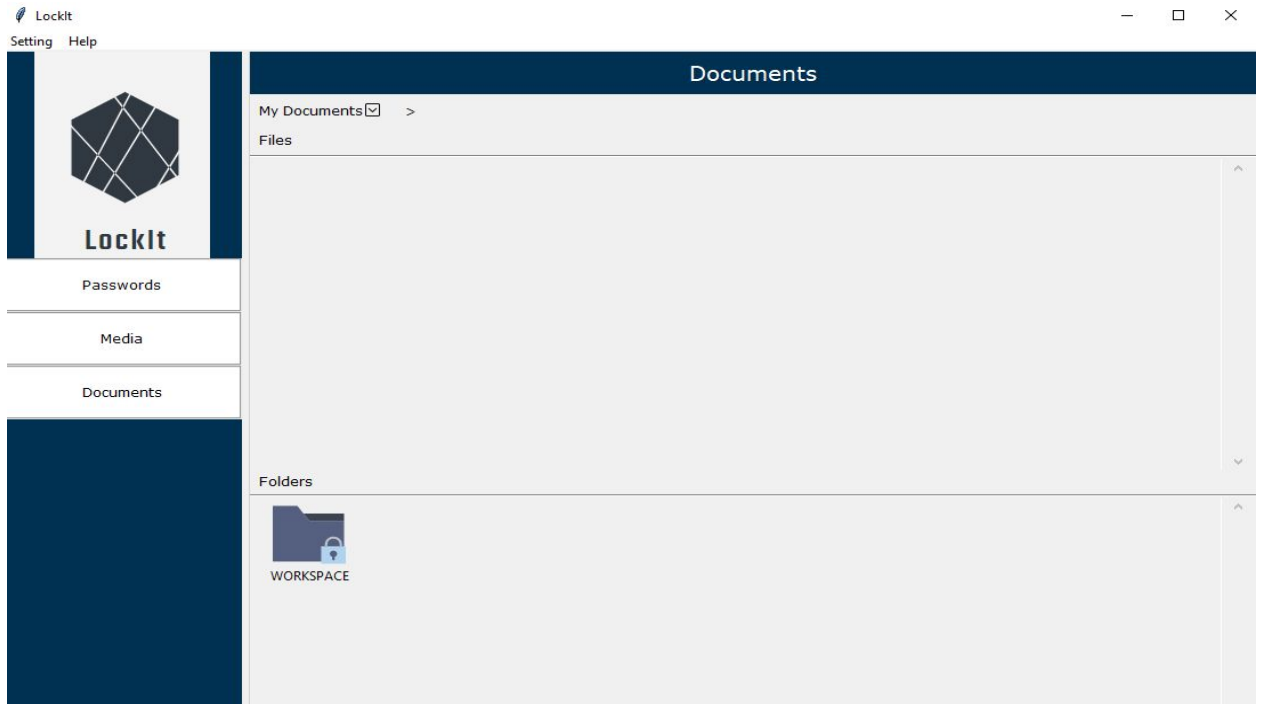 LockIt
Setting Help
LockIt
Passwords
Media
Documents
Documents
My Documents >
Files
Folders
WORKSPACE